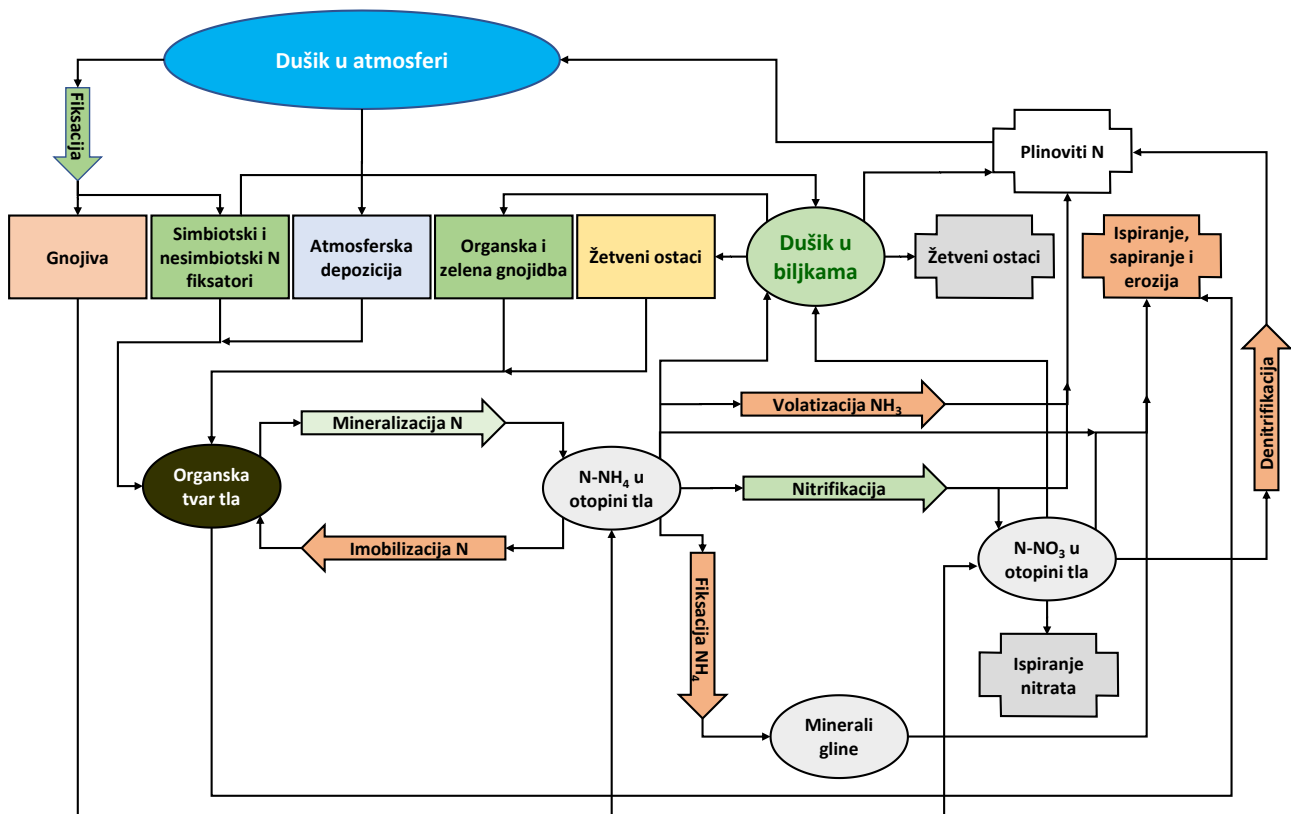 Dušik u atmosferi
Fiksacija
Plinoviti N
Gnojiva
Simbiotski i
nesimbiotski N
fiksatori
Atmosferska
depozicija
Organska i
zelena gnojidba
Žetveni ostaci
Dušik u
biljkama
Žetveni ostaci
Ispiranje,
sapiranje i
erozija
Denitrifikacija
Volatizacija NH₃
Mineralizacija N
Organska
tvar tla
N-NH₄ u
otopini tla
Nitrifikacija
Imobilizacija N
N-NO₃ u
otopini tla
Fiksacija NH₄
Ispiranje
nitrata
Minerali
gline